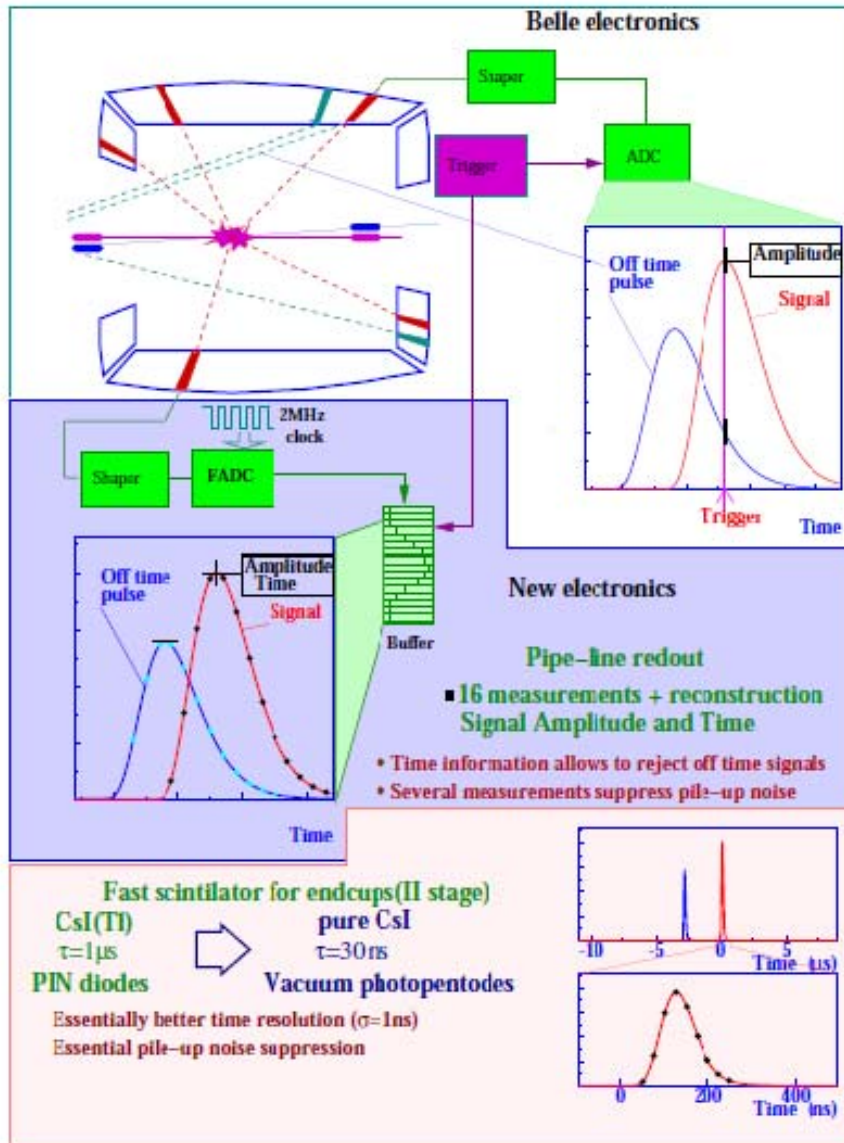 Belle electronics
Shaper
Trigger
ADC
Amplitude
Off time
pulse
Signal
Trigger
Time
2MHz
clock
Shaper
FADC
Buffer
Amplitude
Time
Off time
pulse
Signal
Time
New electronics
Pipe-line redout
▪ 16 measurements + reconstruction
Signal Amplitude and Time
• Time information allows to reject off time signals
• Several measurements suppress pile-up noise
Fast scintilator for endcups(II stage)
CsI(Tl)
pure CsI
τ=1μs
τ=30ns
PIN diodes
Vacuum photopentodes
Essentially better time resolution (σ=1ns)
Essential pile-up noise suppression
-10 -5 0 5
Time (μs)
0 200 400
Time (ns)